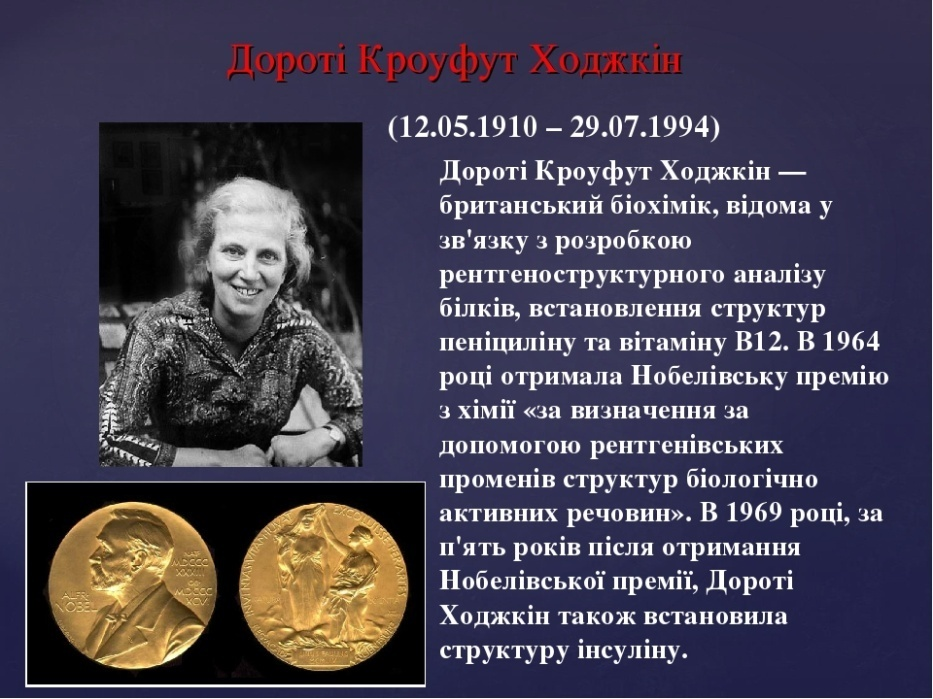 Дороті Кроуфут Ходжкін
(12.05.1910 – 29.07.1994)
Дороті Кроуфут Ходжкін —
британський біохімік, відома у
зв'язку з розробкою
рентгеноструктурного аналізу
білків, встановлення структур
пеніциліну та вітаміну В12. В 1964
році отримала Нобелівську премію
з хімії «за визначення за
допомогою рентгенівських
променів структур біологічно
активних речовин». В 1969 році, за
п'ять років після отримання
Нобелівської премії, Дороті
Ходжкін також встановила
структуру інсуліну.
ALFR.
NOBEL
NAT.
MDCCC
XXXIII
OB.
MDCCC
XCVI